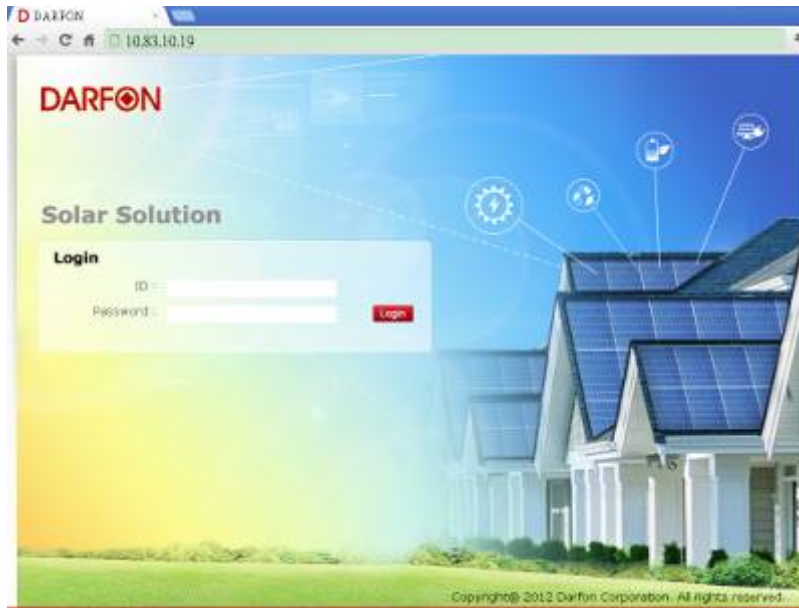 DARFON
10.83.10.19
DARFON
Solar Solution
Login
ID :
Password :
Login
Copyright@ 2012 Darfon Corporation. All rights reserved.